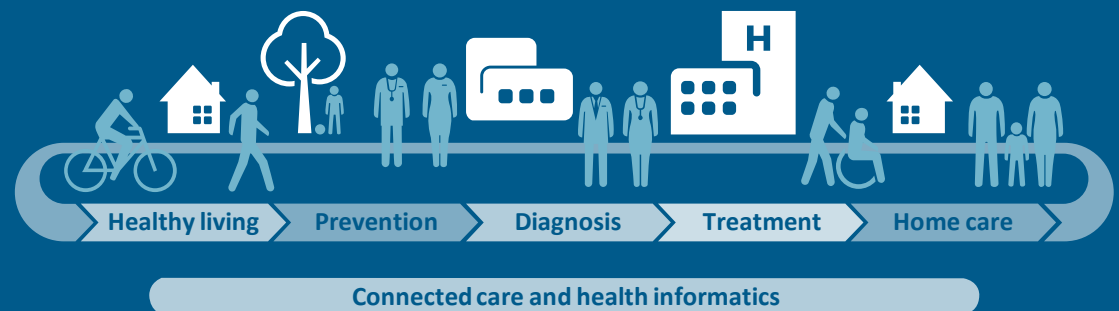 H
Healthy living
Prevention
Diagnosis
Treatment
Home care
Connected care and health informatics